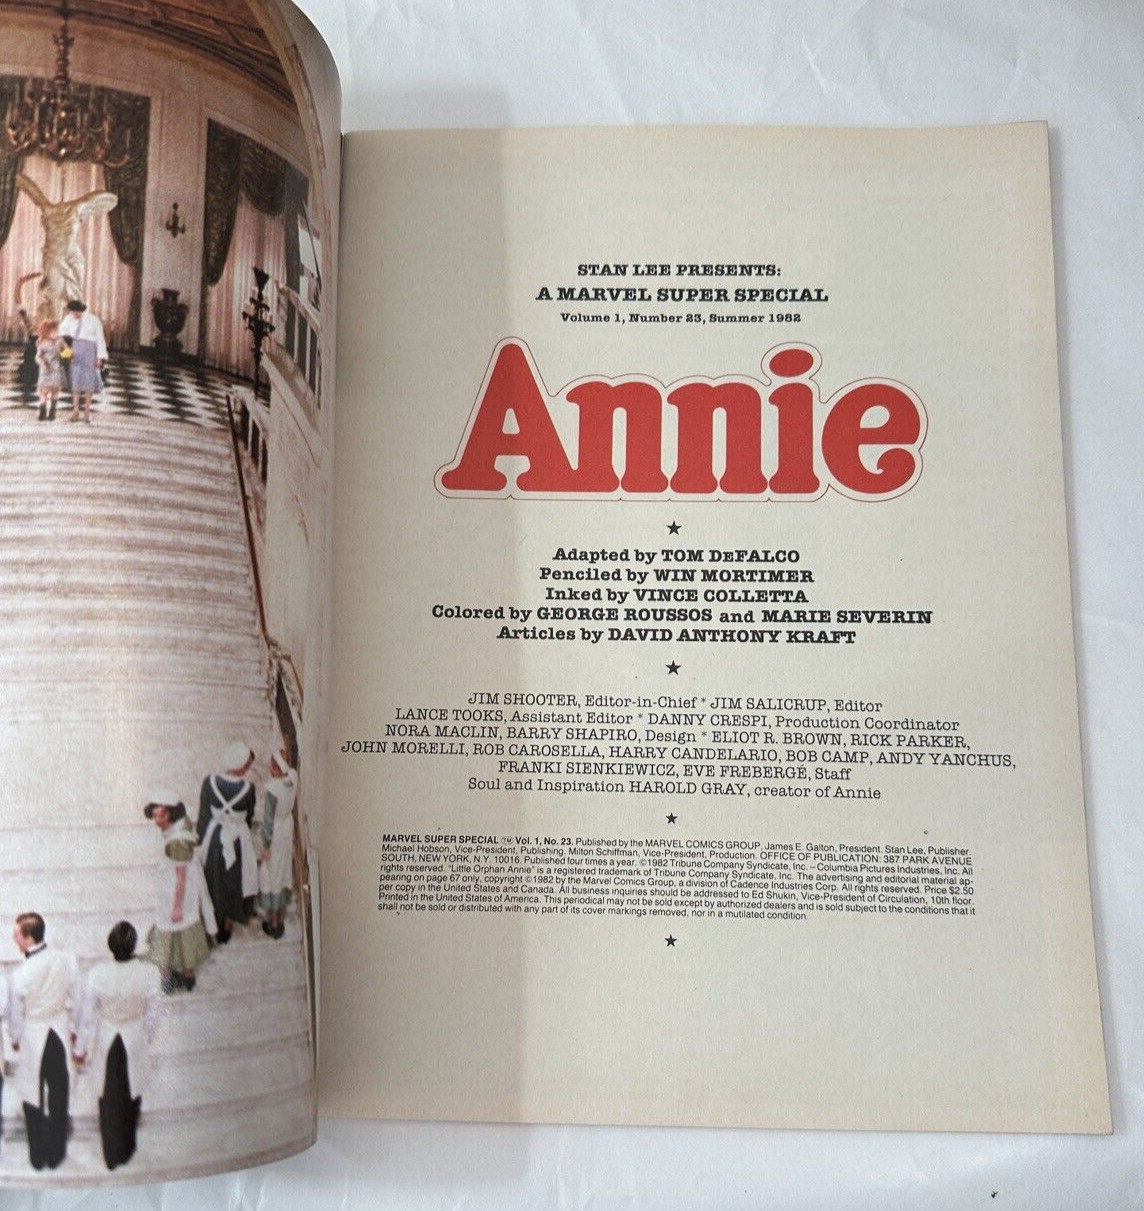 STAN LEE PRESENTS:
A MARVEL SUPER SPECIAL
Volume 1, Number 23, Summer 1982
Annie
★
Adapted by TOM DEFALCO
Penciled by WIN MORTIMER
Inked by VINCE COLLETTA
Colored by GEORGE ROUSSOS and MARIE SEVERIN
Articles by DAVID ANTHONY KRAFT
★
JIM SHOOTER, Editor-in-Chief * JIM SALICRUP, Editor
LANCE TOOKS, Assistant Editor * DANNY CRESPI, Production Coordinator
NORA MACLIN, BARRY SHAPIRO, Design * ELIOT R. BROWN, RICK PARKER,
JOHN MORELLI, ROB CAROSELLA, HARRY CANDELARIO, BOB CAMP, ANDY YANCHUS,
FRANKI SIENKIEWICZ, EVE FREBERGÉ, Staff
Soul and Inspiration HAROLD GRAY, creator of Annie
★
MARVEL SUPER SPECIAL ™ Vol. 1, No. 23. Published by the MARVEL COMICS GROUP, James E. Galton, President. Stan Lee, Publisher.
Michael Hobson, Vice-President, Publishing. Milton Schiffman, Vice-President, Production. OFFICE OF PUBLICATION: 387 PARK AVENUE
SOUTH, NEW YORK, N.Y. 10016. Published four times a year. ©1982 Tribune Company Syndicate, Inc. – Columbia Pictures Industries, Inc. All
rights reserved. "Little Orphan Annie" is a registered trademark of Tribune Company Syndicate, Inc. The advertising and editorial material ap-
pearing on page 67 only, copyright ©1982 by the Marvel Comics Group, a division of Cadence Industries Corp. All rights reserved. Price $2.50
per copy in the United States and Canada. All business inquiries should be addressed to Ed Shukin, Vice-President of Circulation, 10th floor.
Printed in the United States of America. This periodical may not be sold except by authorized dealers and is sold subject to the conditions that it
shall not be sold or distributed with any part of its cover markings removed, nor in a mutilated condition.
★